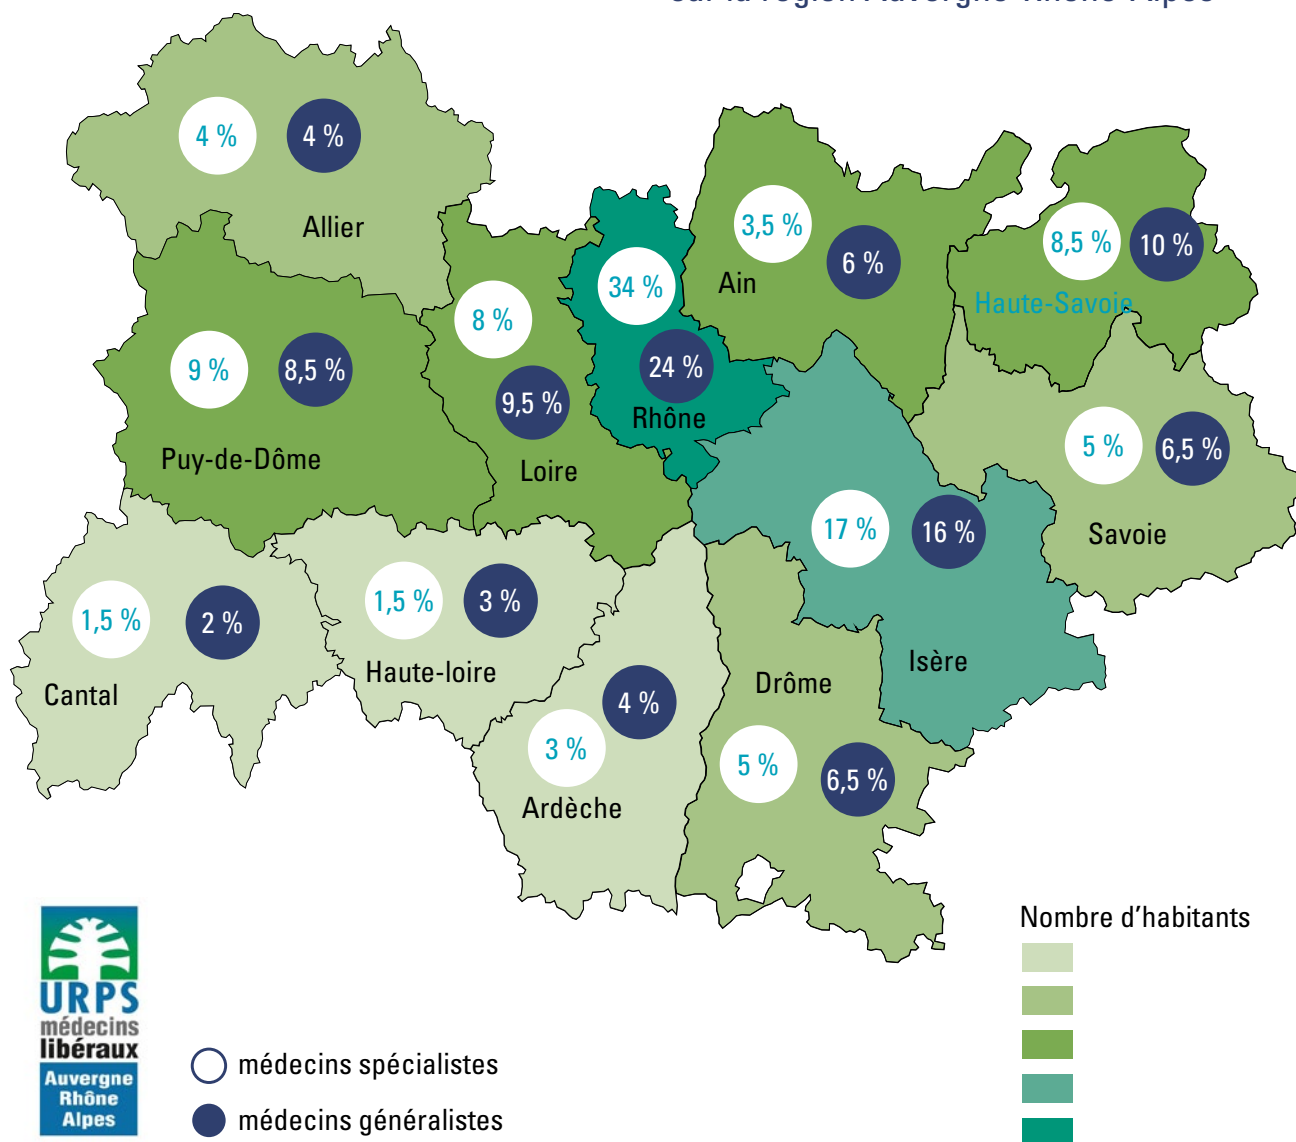 4 %
4 %
Allier
3,5 %
6 %
Ain
8,5 %
10 %
Haute-Savoie
34 %
24 %
Rhône
8 %
9,5 %
Loire
9 %
8,5 %
Puy-de-Dôme
5 %
6,5 %
Savoie
17 %
16 %
Isère
1,5 %
2 %
Cantal
1,5 %
3 %
Haute-loire
4 %
3 %
Ardèche
Drôme
5 %
6,5 %
Nombre d'habitants
URPS
médecins
libéraux
Auvergne
Rhône
Alpes
médecins spécialistes
médecins généralistes